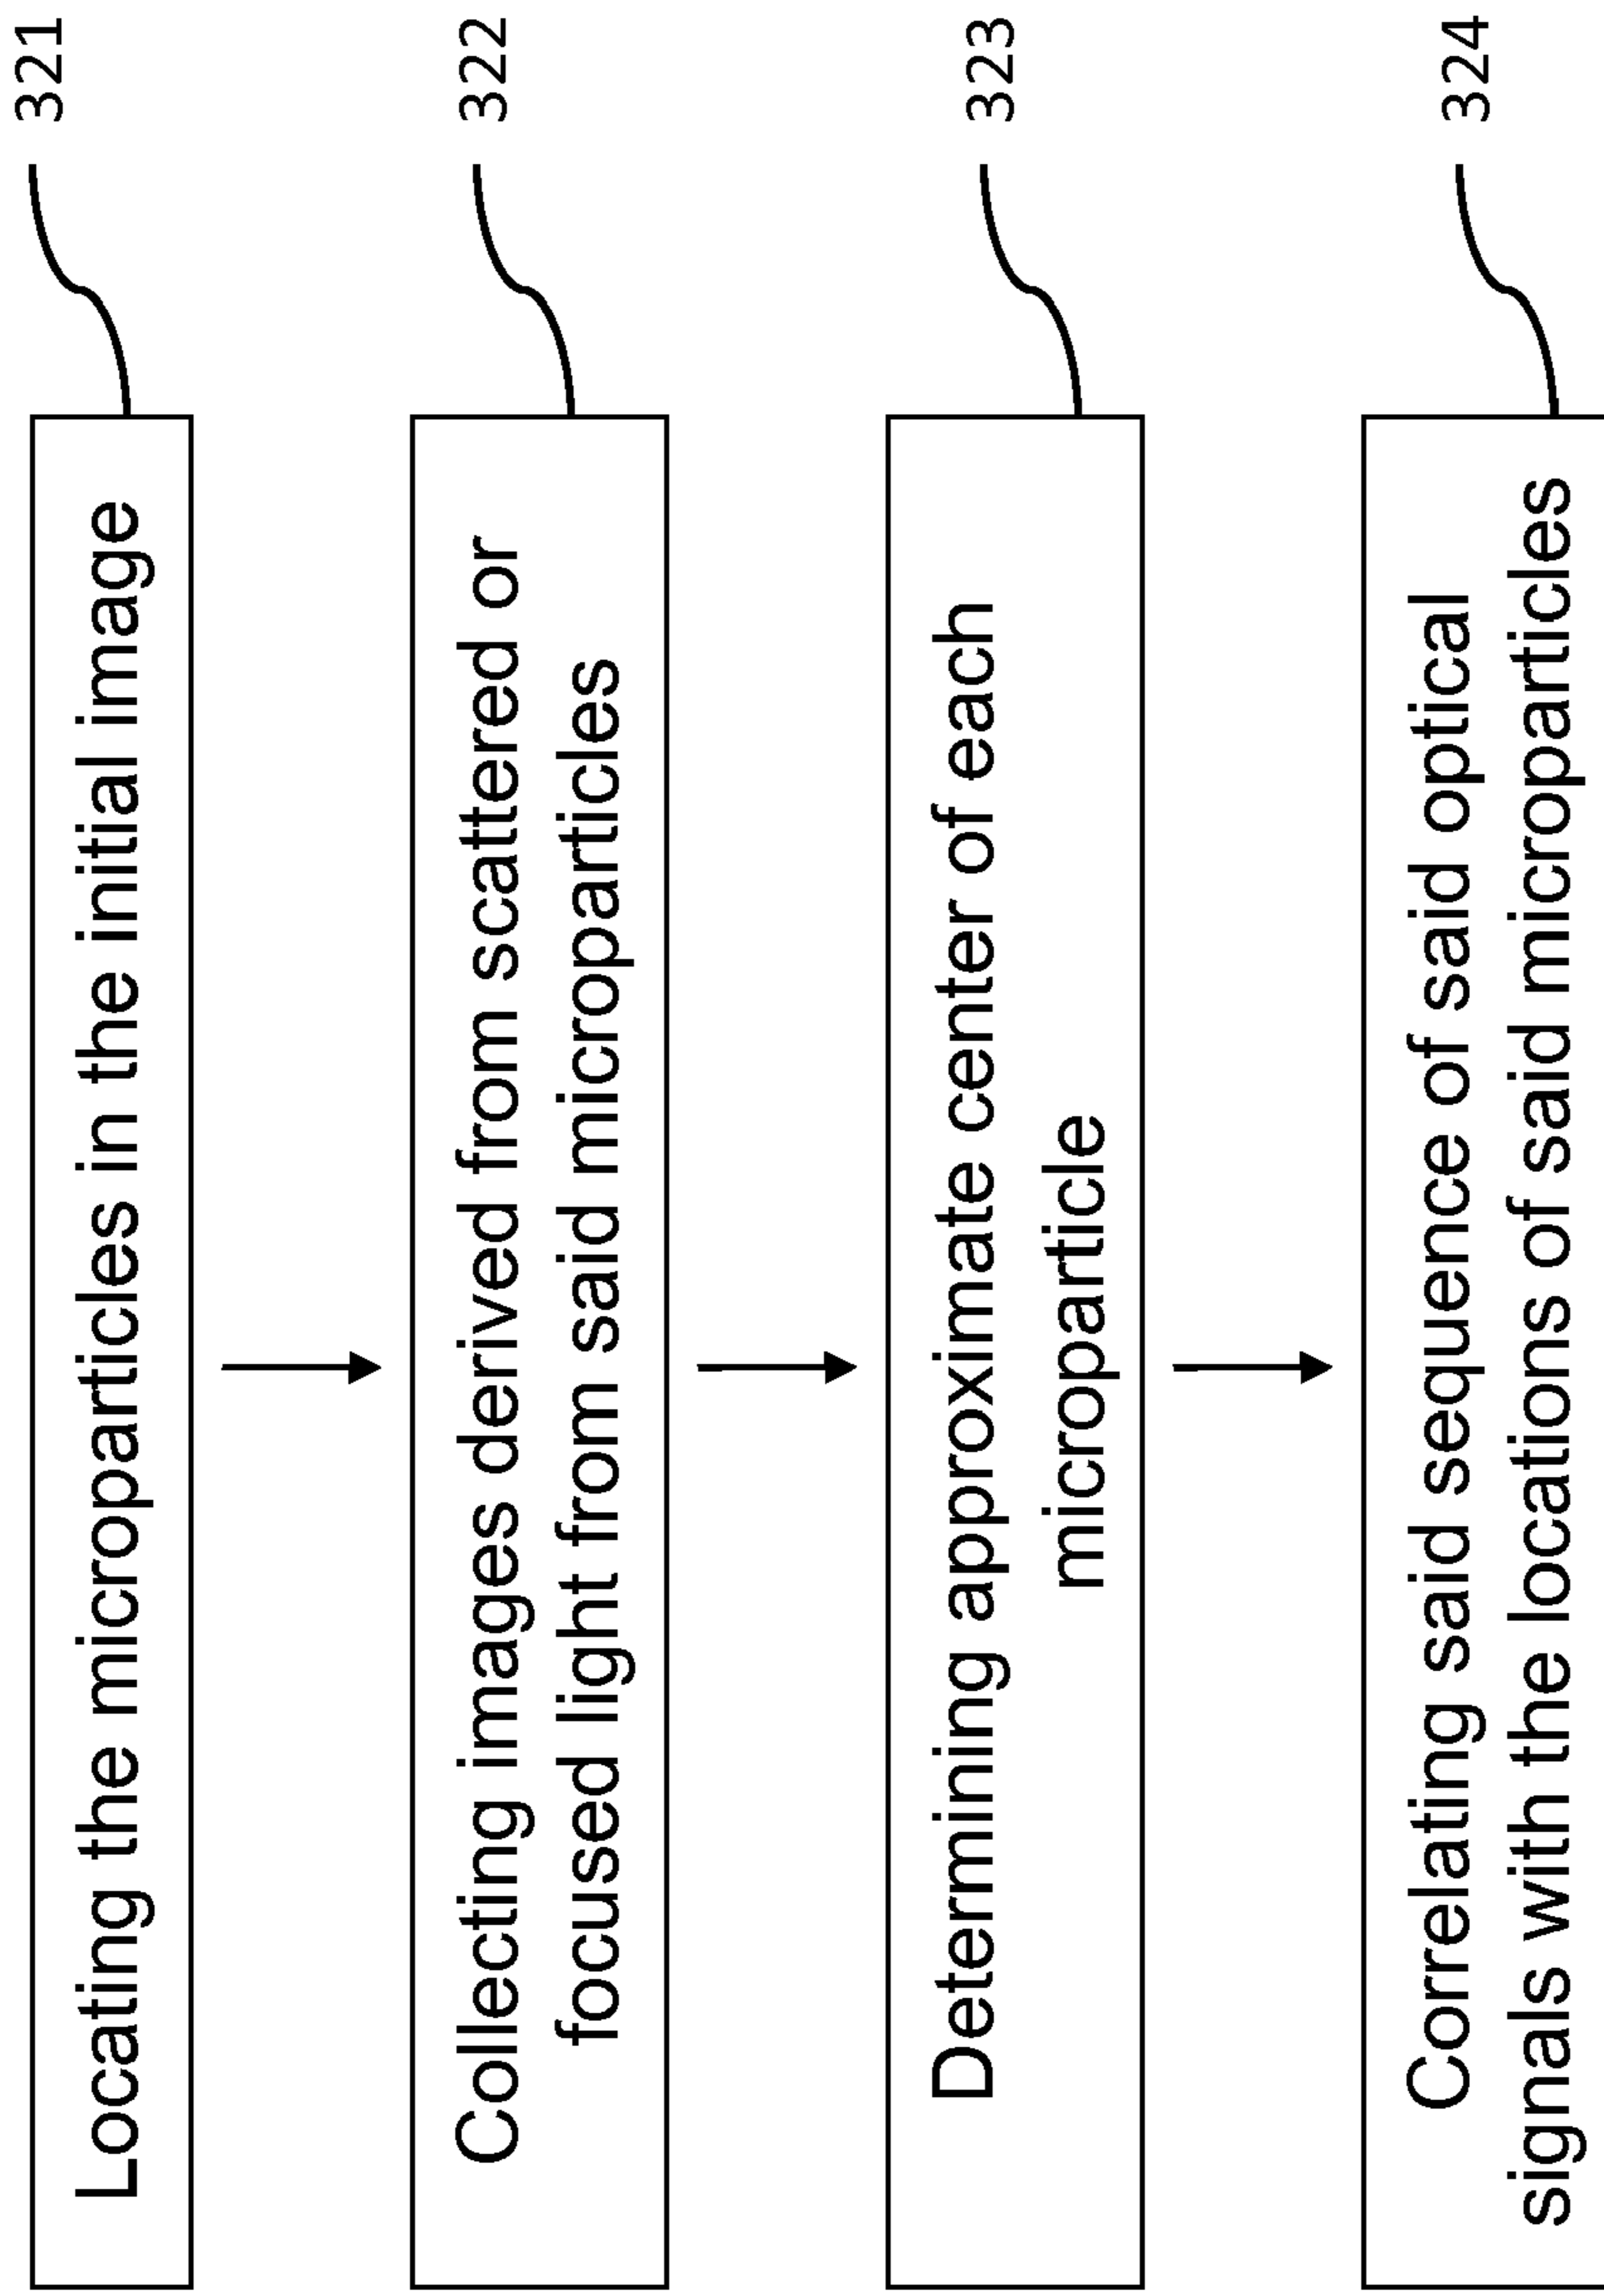 Locating the microparticles in the initial image
321
Collecting images derived from scattered or
focused light from said microparticles
322
Determining approximate center of each
microparticle
323
Correlating said sequence of said optical
signals with the locations of said microparticles
324